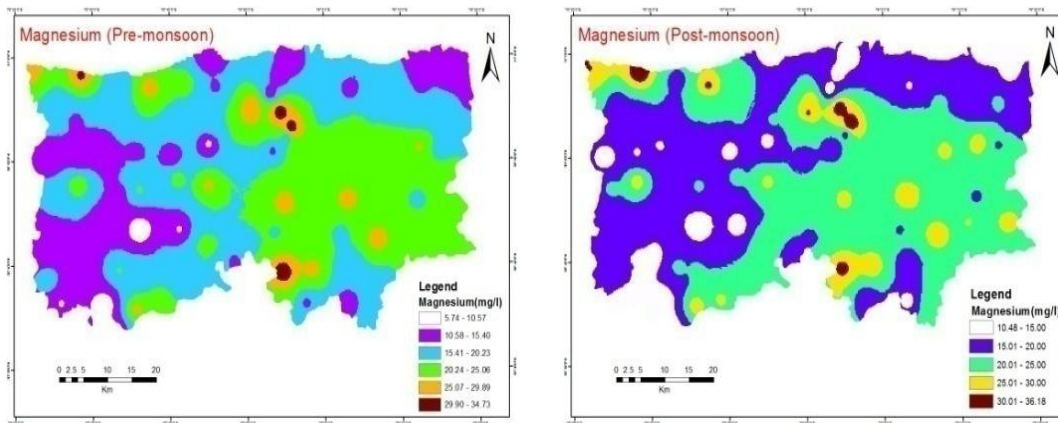 Magnesium (Pre-monsoon)
N
Legend
Magnesium(mg/l)
5.74 - 10.57
10.58 - 15.40
15.41 - 20.23
20.24 - 25.06
25.07 - 29.89
29.90 - 34.73
0 2.5 5 10 15 20
Km
Magnesium (Post-monsoon)
N
Legend
Magnesium(mg/l)
10.48 - 15.00
15.01 - 20.00
20.01 - 25.00
25.01 - 30.00
30.01 - 36.18
0 2.5 5 10 15 20
Km